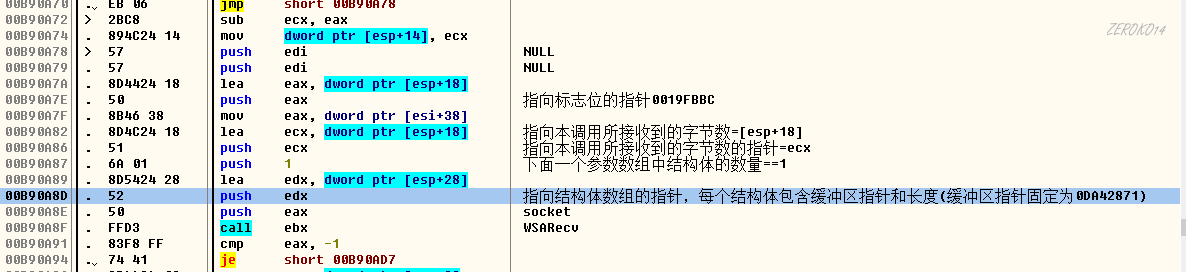 00B90A70 ．⌄ EB 06 jmp short 00B90A78
00B90A72 > 2BC8 sub ecx, eax
00B90A74 . 894C24 14 mov dword ptr [esp+14], ecx
00B90A78 > 57 push edi NULL
00B90A79 . 57 push edi NULL
00B90A7A . 8D4424 18 lea eax, dword ptr [esp+18]
00B90A7E . 50 push eax 指向标志位的指针0019FBBC
00B90A7F . 8B46 38 mov eax, dword ptr [esi+38]
00B90A82 . 8D4C24 18 lea ecx, dword ptr [esp+18] 指向本调用所接收到的字节数=[esp+18]
00B90A86 . 51 push ecx 指向本调用所接收到的字节数的指针=ecx
00B90A87 . 6A 01 push 1 下面一个参数数组中结构体的数量==1
00B90A89 . 8D5424 28 lea edx, dword ptr [esp+28]
00B90A8D . 52 push edx 指向结构体数组的指针，每个结构体包含缓冲区指针和长度(缓冲区指针固定为0DA42871)
00B90A8E . 50 push eax socket
00B90A8F . FFD3 call ebx WSARecv
00B90A91 . 83F8 FF cmp eax, -1
00B90A94 .⌄ 74 41 je short 00B90AD7
ZEROKO14